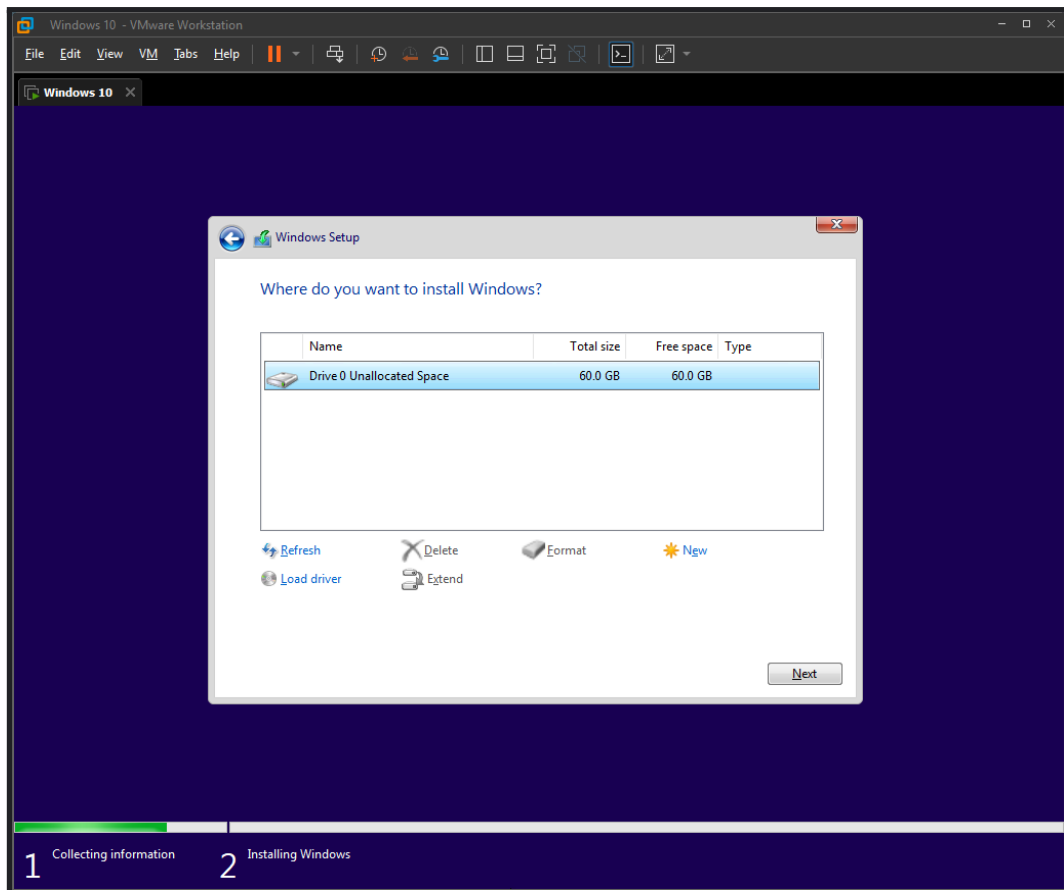 Windows 10 - VMware Workstation
File Edit View VM Tabs Help
Windows 10
Windows Setup
Where do you want to install Windows?
Name Total size Free space Type
Drive 0 Unallocated Space 60.0 GB 60.0 GB
Refresh Delete Format New
Load driver Extend
Next
1 Collecting information 2 Installing Windows